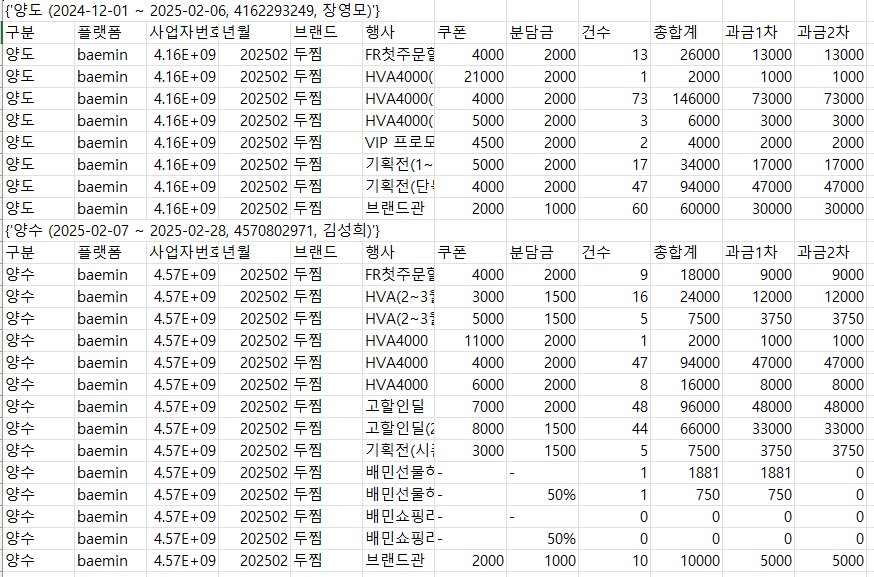 {'양도 (2024-12-01 ~ 2025-02-06, 4162293249, 장영모)'}
구분 플랫폼 사업자번호 년월 브랜드 행사 쿠폰 분담금 건수 총합계 과금1차 과금2차
양도 baemin 4.16E+09 202502 두찜 FR첫주문할 4000 2000 13 26000 13000 13000
양도 baemin 4.16E+09 202502 두찜 HVA4000( 21000 2000 1 2000 1000 1000
양도 baemin 4.16E+09 202502 두찜 HVA4000( 4000 2000 73 146000 73000 73000
양도 baemin 4.16E+09 202502 두찜 HVA4000( 5000 2000 3 6000 3000 3000
양도 baemin 4.16E+09 202502 두찜 VIP 프로모 4500 2000 2 4000 2000 2000
양도 baemin 4.16E+09 202502 두찜 기획전(1~ 5000 2000 17 34000 17000 17000
양도 baemin 4.16E+09 202502 두찜 기획전(단독 4000 2000 47 94000 47000 47000
양도 baemin 4.16E+09 202502 두찜 브랜드관 2000 1000 60 60000 30000 30000
{'양수 (2025-02-07 ~ 2025-02-28, 4570802971, 김성희)'}
구분 플랫폼 사업자번호 년월 브랜드 행사 쿠폰 분담금 건수 총합계 과금1차 과금2차
양수 baemin 4.57E+09 202502 두찜 FR첫주문할 4000 2000 9 18000 9000 9000
양수 baemin 4.57E+09 202502 두찜 HVA(2~3월 3000 1500 16 24000 12000 12000
양수 baemin 4.57E+09 202502 두찜 HVA(2~3월 5000 1500 5 7500 3750 3750
양수 baemin 4.57E+09 202502 두찜 HVA4000 11000 2000 1 2000 1000 1000
양수 baemin 4.57E+09 202502 두찜 HVA4000 4000 2000 47 94000 47000 47000
양수 baemin 4.57E+09 202502 두찜 HVA4000 6000 2000 8 16000 8000 8000
양수 baemin 4.57E+09 202502 두찜 고할인딜 7000 2000 48 96000 48000 48000
양수 baemin 4.57E+09 202502 두찜 고할인딜(2 8000 1500 44 66000 33000 33000
양수 baemin 4.57E+09 202502 두찜 기획전(시즌 3000 1500 5 7500 3750 3750
양수 baemin 4.57E+09 202502 두찜 배민선물하 - - 1 1881 1881 0
양수 baemin 4.57E+09 202502 두찜 배민선물하 - 50% 1 750 750 0
양수 baemin 4.57E+09 202502 두찜 배민쇼핑라 - - 0 0 0 0
양수 baemin 4.57E+09 202502 두찜 배민쇼핑라 - 50% 0 0 0 0
양수 baemin 4.57E+09 202502 두찜 브랜드관 2000 1000 10 10000 5000 5000